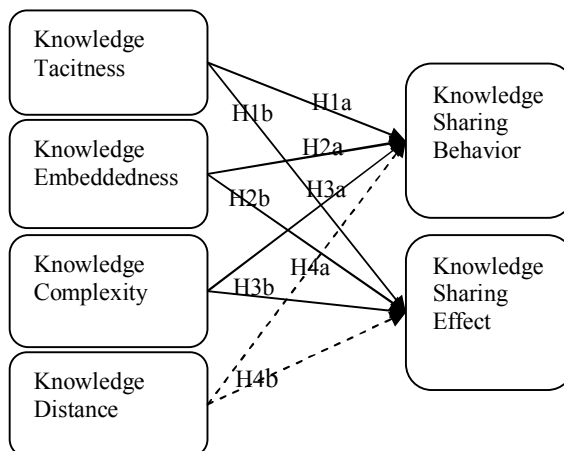 Knowledge
Tacitness
Knowledge
Embeddedness
Knowledge
Complexity
Knowledge
Distance
H1a
H1b
H2a
H3a
H2b
H4a
H3b
H4b
Knowledge
Sharing
Behavior
Knowledge
Sharing
Effect